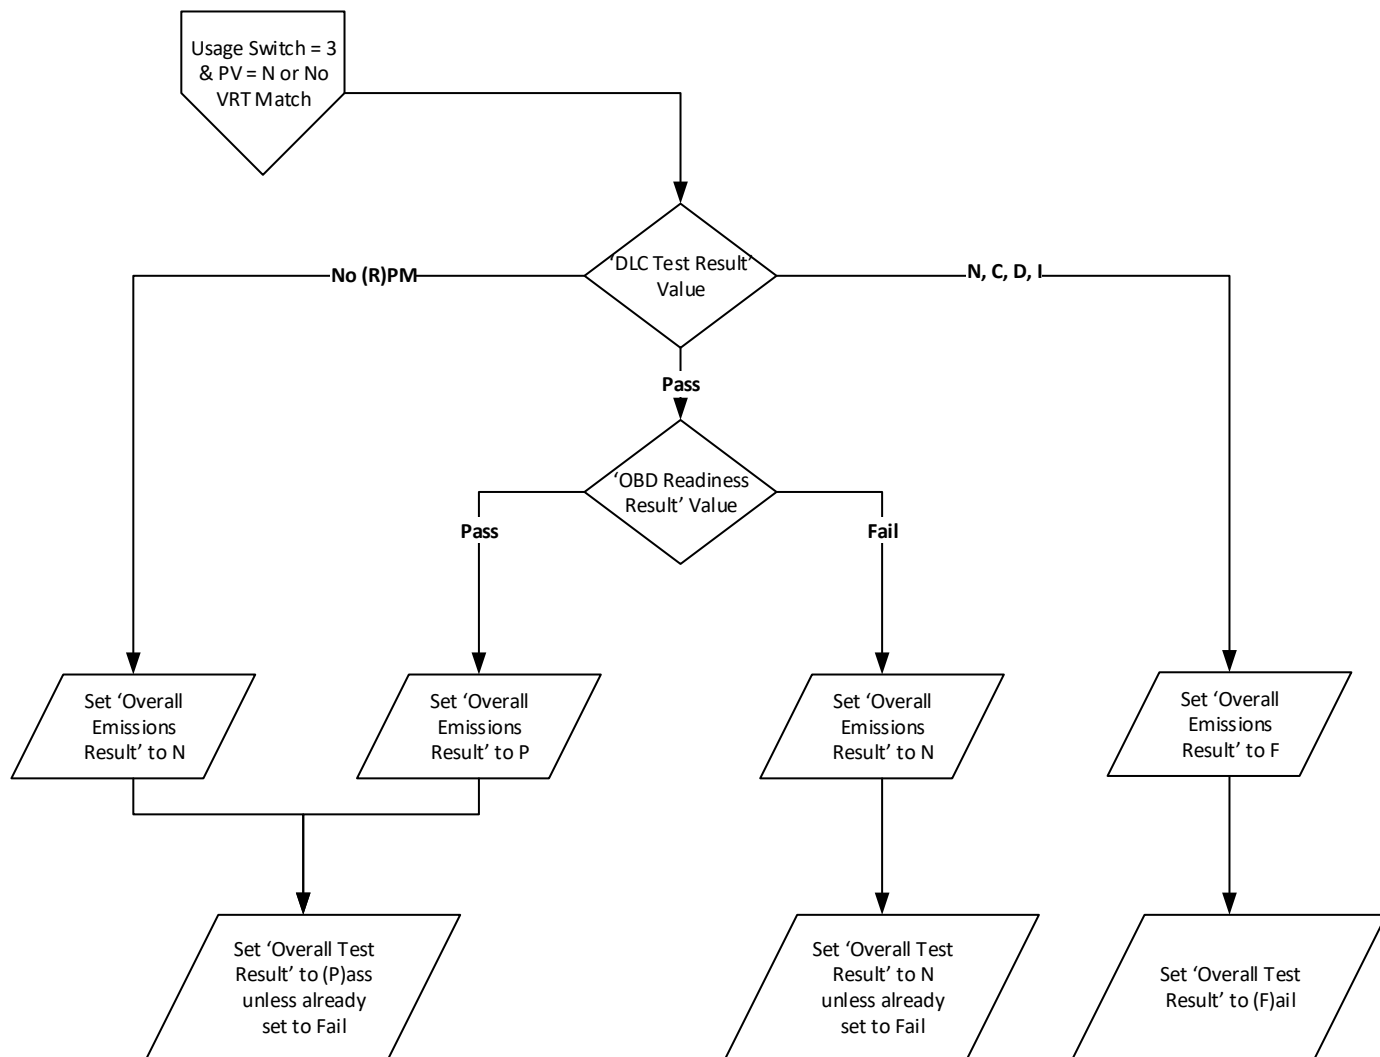 Usage Switch = 3
& PV = N or No
VRT Match
‘DLC Test Result’
Value
No (R)PM
N, C, D, I
Pass
‘OBD Readiness
Result’ Value
Pass
Fail
Set ‘Overall
Emissions
Result’ to N
Set ‘Overall
Emissions
Result’ to P
Set ‘Overall
Emissions
Result’ to N
Set ‘Overall
Emissions
Result’ to F
Set ‘Overall Test
Result’ to (P)ass
unless already
set to Fail
Set ‘Overall Test
Result’ to N
unless already
set to Fail
Set ‘Overall Test
Result’ to (F)ail